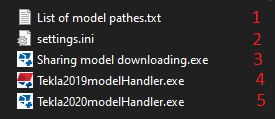 List of model pathes.txt 1
settings.ini 2
Sharing model downloading.exe 3
Tekla2019modelHandler.exe 4
Tekla2020modelHandler.exe 5